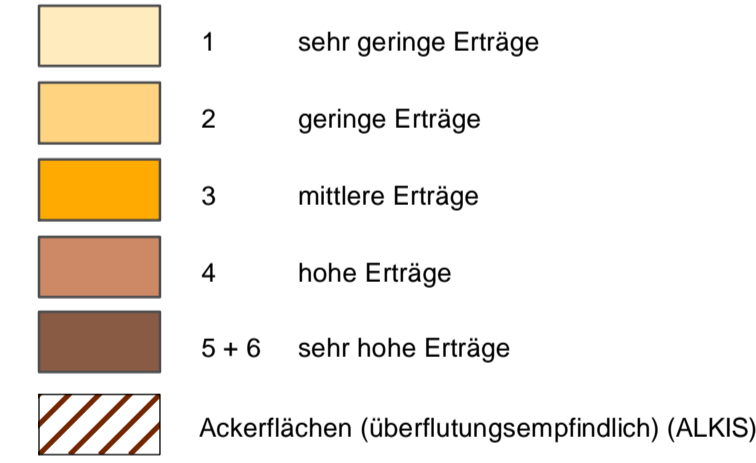 1 sehr geringe Erträge
2 geringe Erträge
3 mittlere Erträge
4 hohe Erträge
5 + 6 sehr hohe Erträge
Ackerflächen (überflutungsempfindlich) (ALKIS)